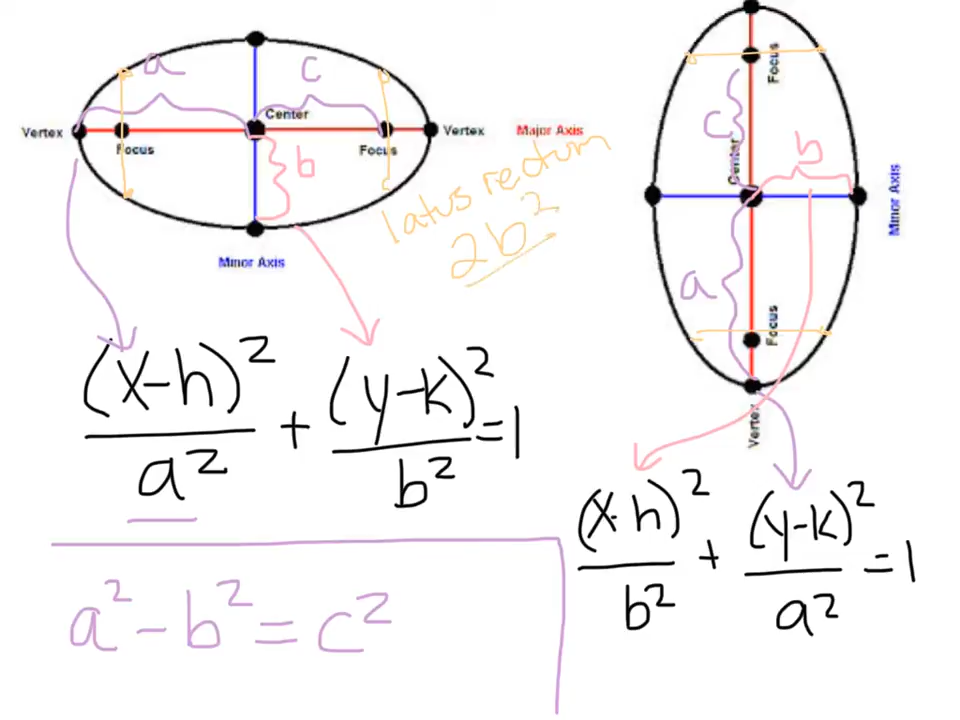 a
c
Center
Vertex
Vertex
Focus
Focus
b
Major Axis
latus rectum
2b²
Minor Axis
(x-h)² + (y-k)² = 1
a² b²
a² - b² = c²
Focus
c
Center
b
Minor Axis
a
Focus
Vertex
(x-h)² + (y-k)² = 1
b² a²